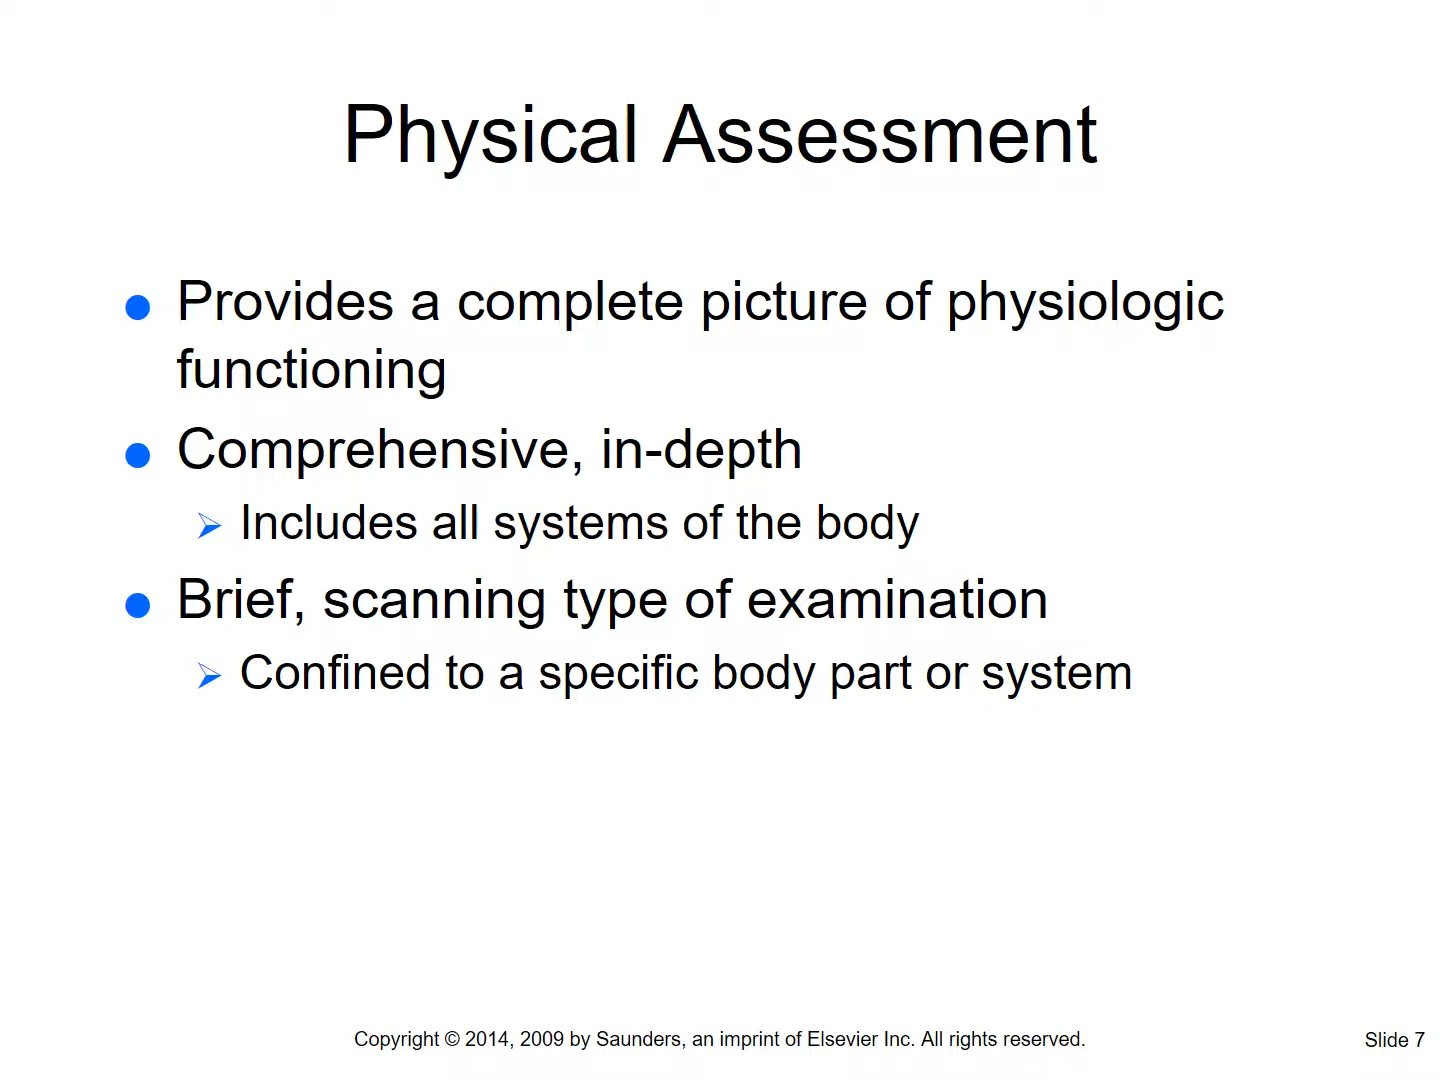 Physical Assessment
Provides a complete picture of physiologic
functioning
Comprehensive, in-depth
Includes all systems of the body
Brief, scanning type of examination
Confined to a specific body part or system
Copyright © 2014, 2009 by Saunders, an imprint of Elsevier Inc. All rights reserved.
Slide 7